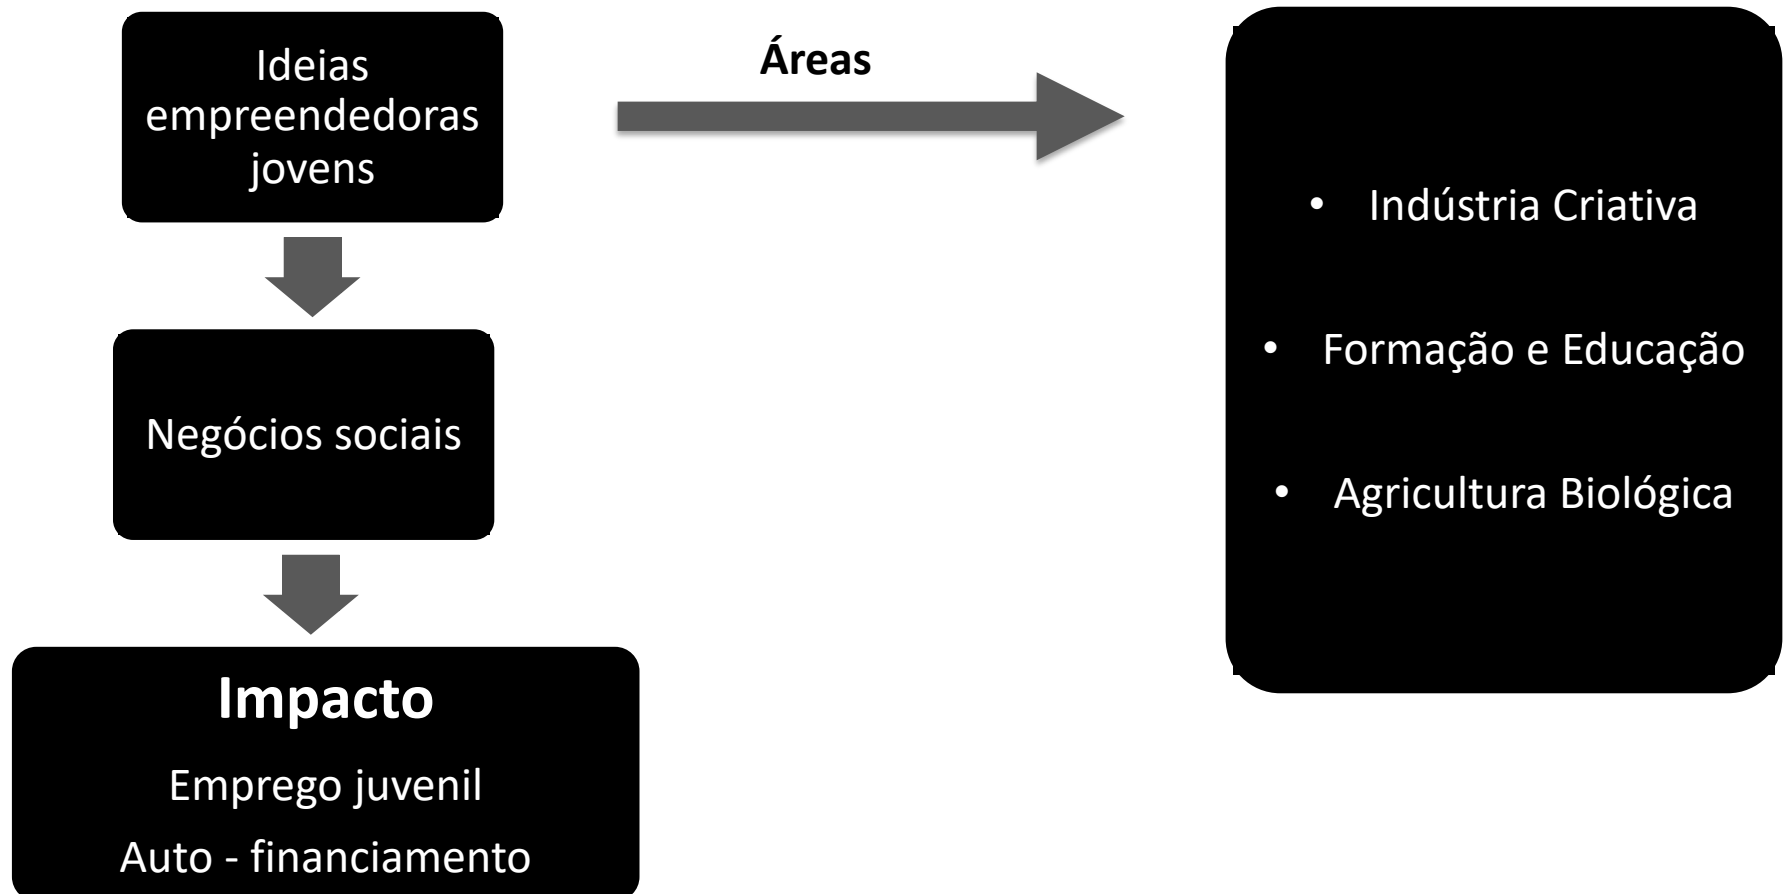 Ideias
empreendedoras
jovens
Áreas
• Indústria Criativa
• Formação e Educação
• Agricultura Biológica
Negócios sociais
Impacto
Emprego juvenil
Auto - financiamento